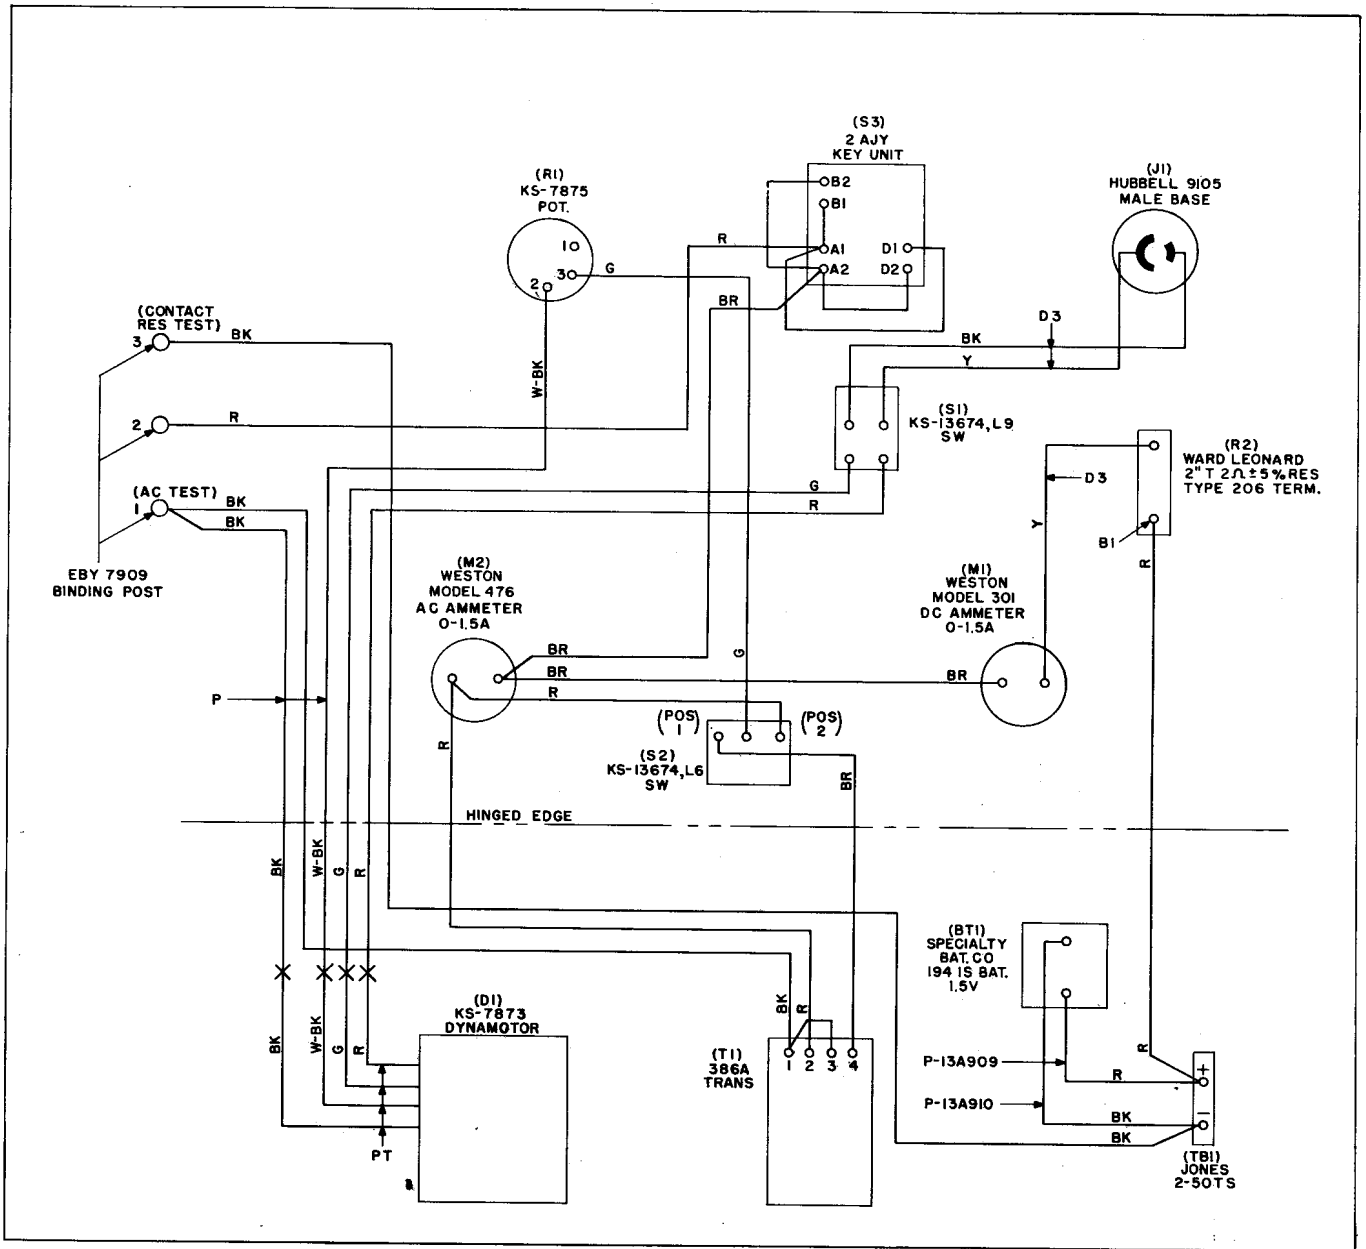 (S3)
2 AJY
KEY UNIT
B2
B1
A1
A2
D1
D2
(R1)
KS-7875
POT.
1
3
2
G
R
BR
W-BK
(J1)
HUBBELL 9105
MALE BASE
D3
BK
Y
(CONTACT
RES TEST)
3
BK
2
R
(AC TEST)
1
BK
BK
EBY 7909
BINDING POST
(S1)
KS-13674,L9
SW
G
R
(R2)
WARD LEONARD
2" T 2Ω ±5% RES
TYPE 206 TERM.
D3
B1
Y
R
(M2)
WESTON
MODEL 476
AC AMMETER
0-1.5A
(M1)
WESTON
MODEL 301
DC AMMETER
0-1.5A
BR
BR
BR
R
G
P
R
(POS 1)
(POS 2)
(S2)
KS-13674,L6
SW
BR
HINGED EDGE
BK
W-BK
G
R
(BT1)
SPECIALTY
BAT. CO
194 IS BAT.
1.5V
(D1)
KS-7873
DYNAMOTOR
BK
W-BK
G
R
PT
BK
R
(T1)
386A
TRANS
1
2
3
4
P-13A909
P-13A910
R
R
BK
BK
+
-
(TB1)
JONES
2-50TS